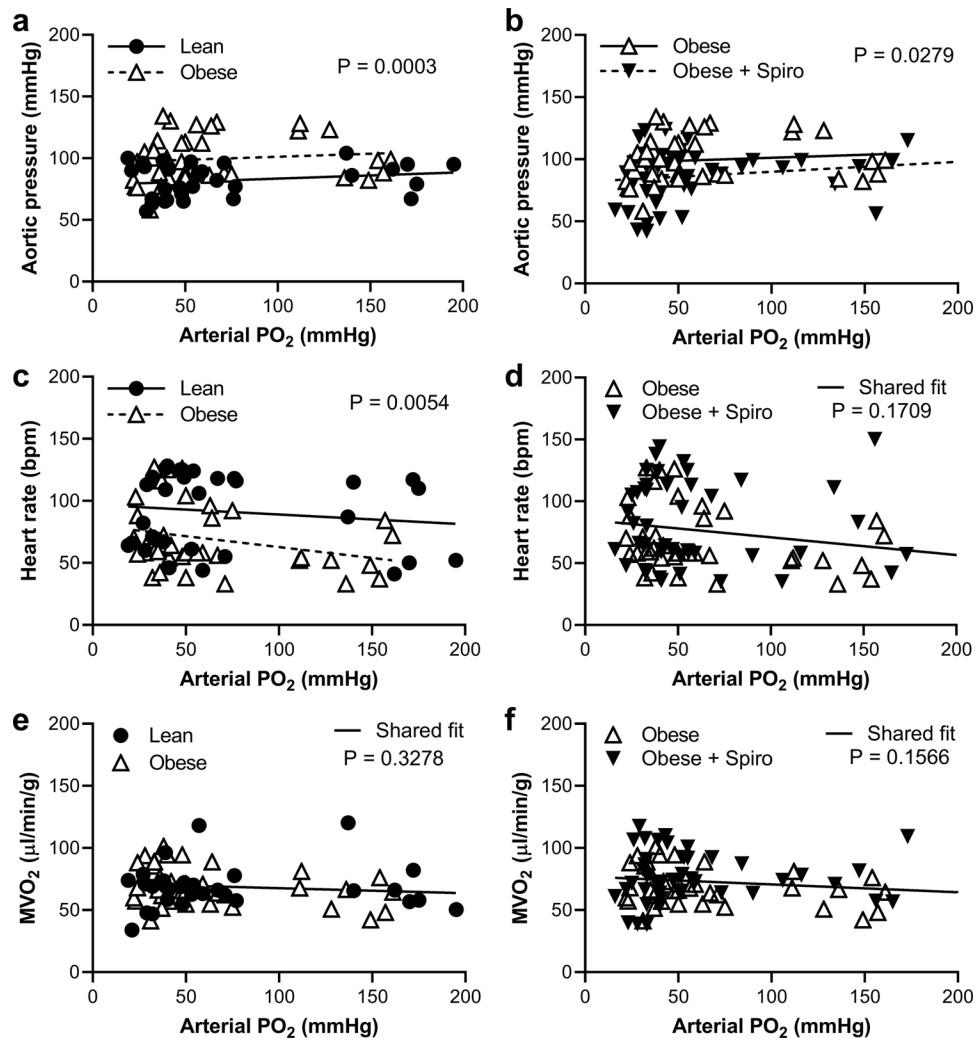 a
Aortic pressure (mmHg)
200
150
100
50
0
Lean
Obese
P = 0.0003
0 50 100 150 200
Arterial PO2 (mmHg)
b
Aortic pressure (mmHg)
200
150
100
50
0
Obese
Obese + Spiro
P = 0.0279
0 50 100 150 200
Arterial PO2 (mmHg)
c
Heart rate (bpm)
200
150
100
50
0
Lean
Obese
P = 0.0054
0 50 100 150 200
Arterial PO2 (mmHg)
d
Heart rate (bpm)
200
150
100
50
0
Obese
Obese + Spiro
Shared fit
P = 0.1709
0 50 100 150 200
Arterial PO2 (mmHg)
e
MVO2 (µl/min/g)
200
150
100
50
0
Lean
Obese
Shared fit
P = 0.3278
0 50 100 150 200
Arterial PO2 (mmHg)
f
MVO2 (µl/min/g)
200
150
100
50
0
Obese
Obese + Spiro
Shared fit
P = 0.1566
0 50 100 150 200
Arterial PO2 (mmHg)